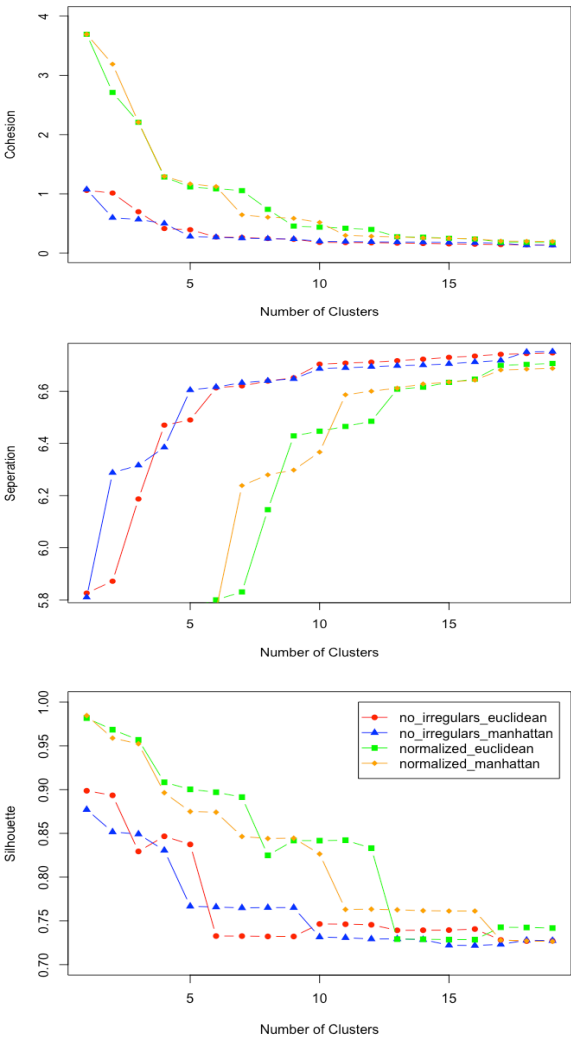 4
3
2
1
0
Cohesion
5 10 15
Number of Clusters
6.6
6.4
6.2
6.0
5.8
Seperation
5 10 15
Number of Clusters
1.00
0.95
0.90
0.85
0.80
0.75
0.70
Silhouette
no_irregulars_euclidean
no_irregulars_manhattan
normalized_euclidean
normalized_manhattan
5 10 15
Number of Clusters